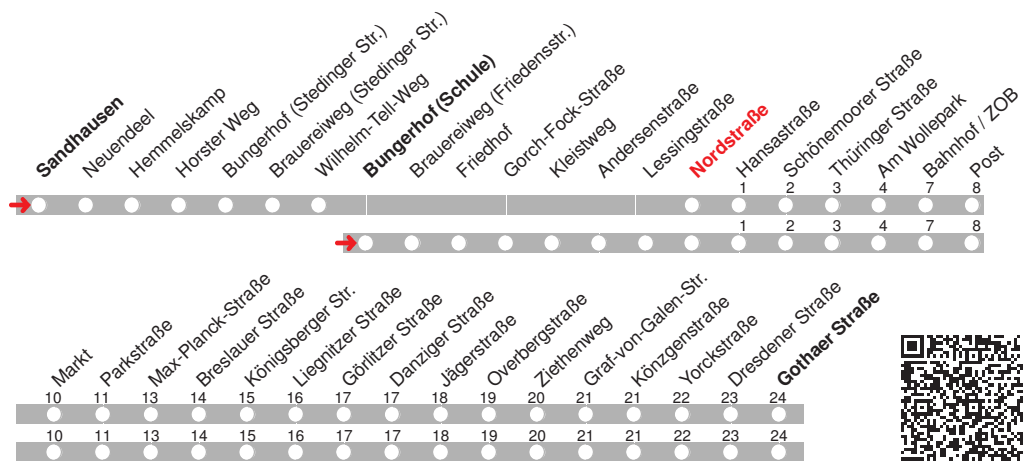 Sandhausen
Neuendeel
Hemmelskamp
Horster Weg
Bungerhof (Stedinger Str.)
Brauereiweg (Stedinger Str.)
Wilhelm-Tell-Weg
Bungerhof (Schule)
Brauereiweg (Friedensstr.)
Friedhof
Gorch-Fock-Straße
Kleistweg
Andersenstraße
Lessingstraße
Nordstraße
Hansastraße
Schönemoorer Straße
Thüringer Straße
Am Wollepark
Bahnhof / ZOB
Post
1 2 3 4 7 8
1 2 3 4 7 8
Markt
Parkstraße
Max-Planck-Straße
Breslauer Straße
Königsberger Str.
Liegnitzer Straße
Görlitzer Straße
Danziger Straße
Jägerstraße
Overbergstraße
Ziethenweg
Graf-von-Galen-Str.
Könzgenstraße
Yorckstraße
Dresdener Straße
Gothaer Straße
10 11 13 14 15 16 17 17 18 19 20 21 21 22 23 24
10 11 13 14 15 16 17 17 18 19 20 21 21 22 23 24